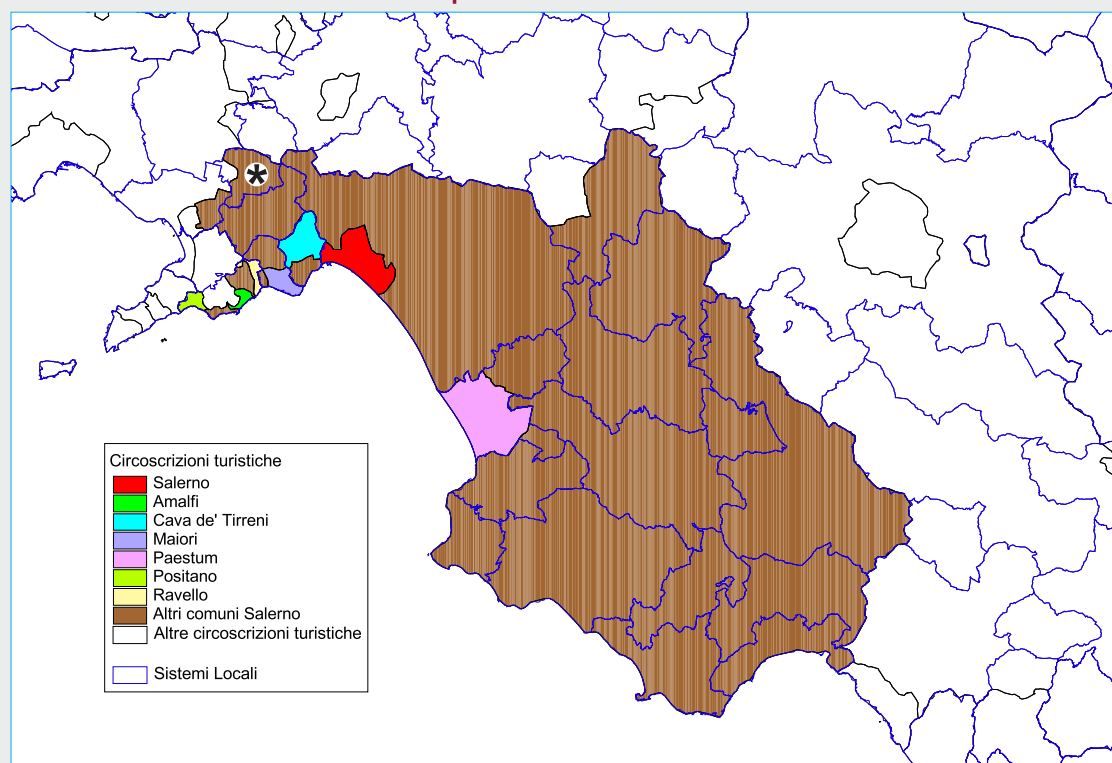 Circoscrizioni turistiche
Salerno
Amalfi
Cava de' Tirreni
Maiori
Paestum
Positano
Ravello
Altri comuni Salerno
Altre circoscrizioni turistiche
Sistemi Locali
*